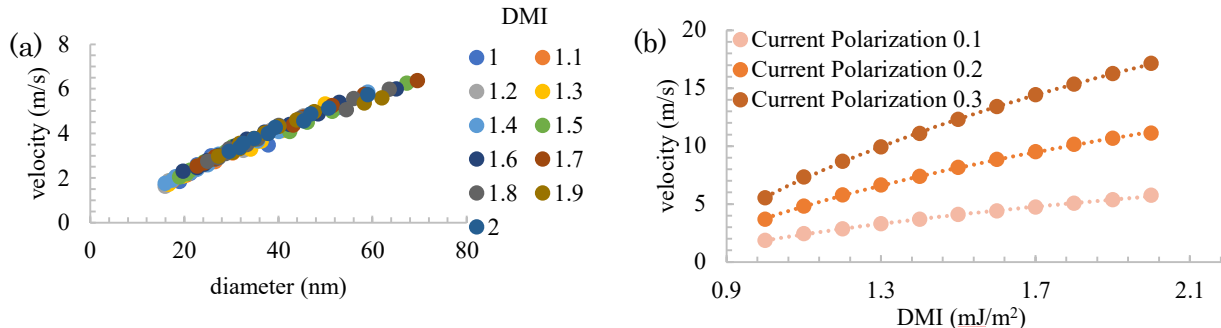 (a)
DMI
8
6
4
2
0
velocity (m/s)
0 20 40 60 80
diameter (nm)
1 1.1
1.2 1.3
1.4 1.5
1.6 1.7
1.8 1.9
2
(b)
20
15
10
5
0
velocity (m/s)
Current Polarization 0.1
Current Polarization 0.2
Current Polarization 0.3
0.9 1.3 1.7 2.1
DMI (mJ/m²)